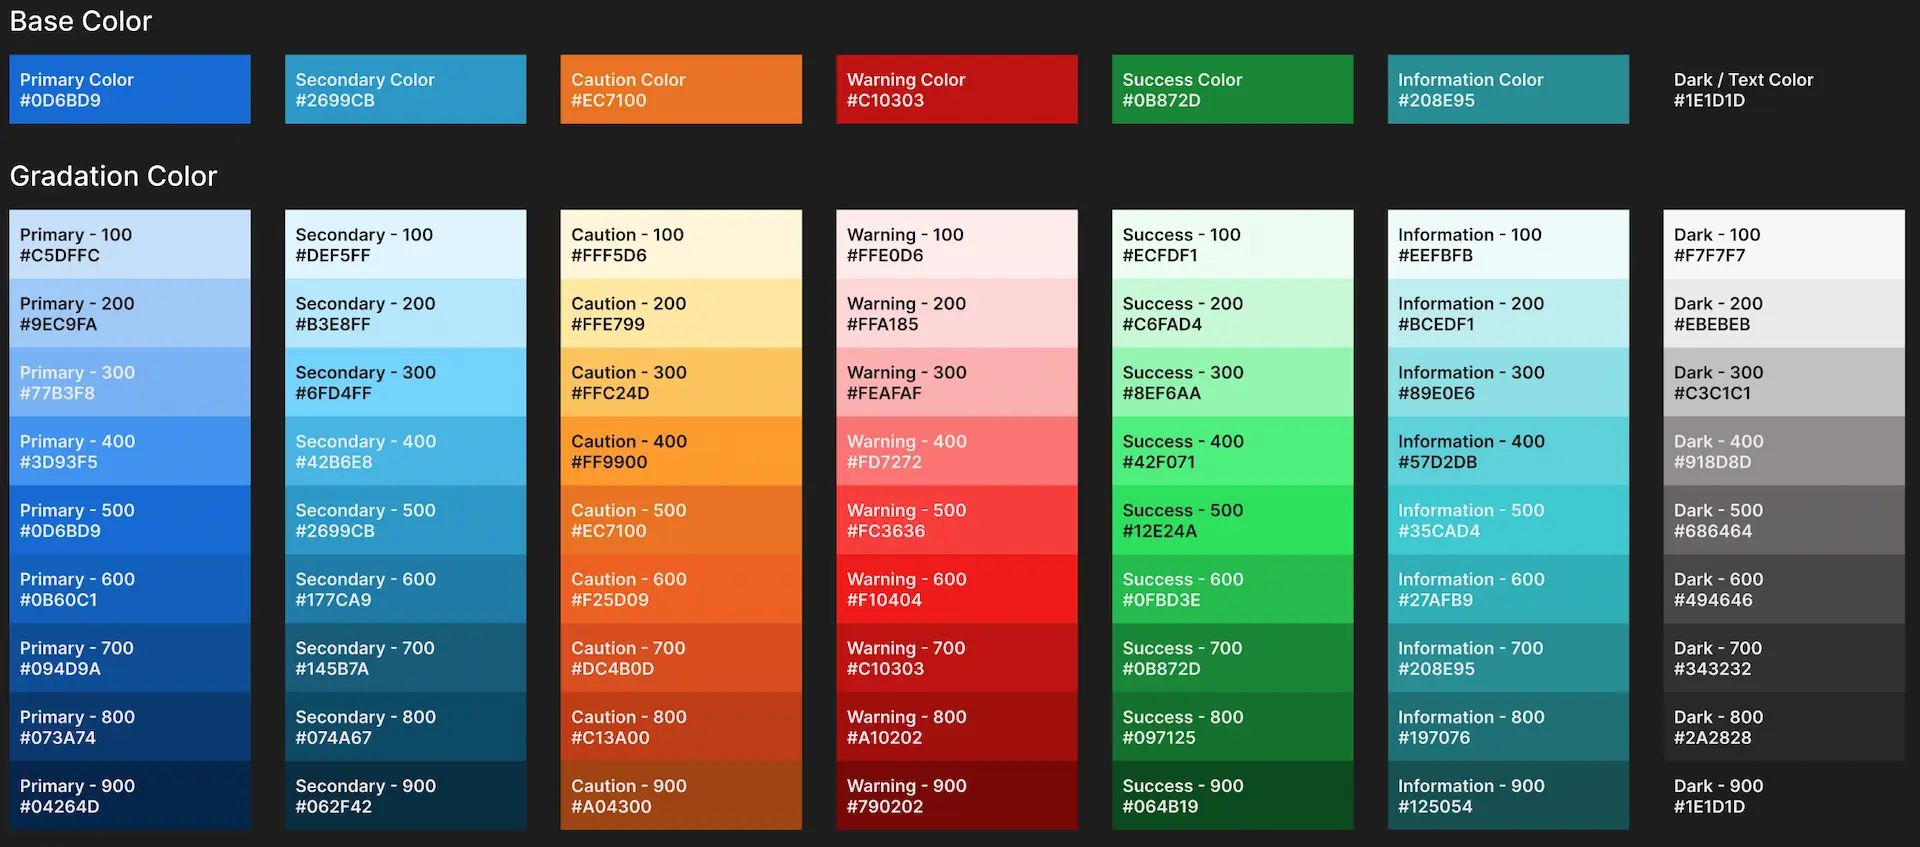 Base Color
Primary Color
#0D6BD9
Secondary Color
#2699CB
Caution Color
#EC7100
Warning Color
#C10303
Success Color
#0B872D
Information Color
#208E95
Dark / Text Color
#1E1D1D
Gradation Color
Primary - 100
#C5DFFC
Primary - 200
#9EC9FA
Primary - 300
#77B3F8
Primary - 400
#3D93F5
Primary - 500
#0D6BD9
Primary - 600
#0B60C1
Primary - 700
#094D9A
Primary - 800
#073A74
Primary - 900
#04264D
Secondary - 100
#DEF5FF
Secondary - 200
#B3E8FF
Secondary - 300
#6FD4FF
Secondary - 400
#42B6E8
Secondary - 500
#2699CB
Secondary - 600
#177CA9
Secondary - 700
#145B7A
Secondary - 800
#074A67
Secondary - 900
#062F42
Caution - 100
#FFF5D6
Caution - 200
#FFE799
Caution - 300
#FFC24D
Caution - 400
#FF9900
Caution - 500
#EC7100
Caution - 600
#F25D09
Caution - 700
#DC4B0D
Caution - 800
#C13A00
Caution - 900
#A04300
Warning - 100
#FFE0D6
Warning - 200
#FFA185
Warning - 300
#FEAFAF
Warning - 400
#FD7272
Warning - 500
#FC3636
Warning - 600
#F10404
Warning - 700
#C10303
Warning - 800
#A10202
Warning - 900
#790202
Success - 100
#ECFDF1
Success - 200
#C6FAD4
Success - 300
#8EF6AA
Success - 400
#42F071
Success - 500
#12E24A
Success - 600
#0FBD3E
Success - 700
#0B872D
Success - 800
#097125
Success - 900
#064B19
Information - 100
#EEFBFB
Information - 200
#BCEDF1
Information - 300
#89E0E6
Information - 400
#57D2DB
Information - 500
#35CAD4
Information - 600
#27AFB9
Information - 700
#208E95
Information - 800
#197076
Information - 900
#125054
Dark - 100
#F7F7F7
Dark - 200
#EBEBEB
Dark - 300
#C3C1C1
Dark - 400
#918D8D
Dark - 500
#686464
Dark - 600
#494646
Dark - 700
#343232
Dark - 800
#2A2828
Dark - 900
#1E1D1D